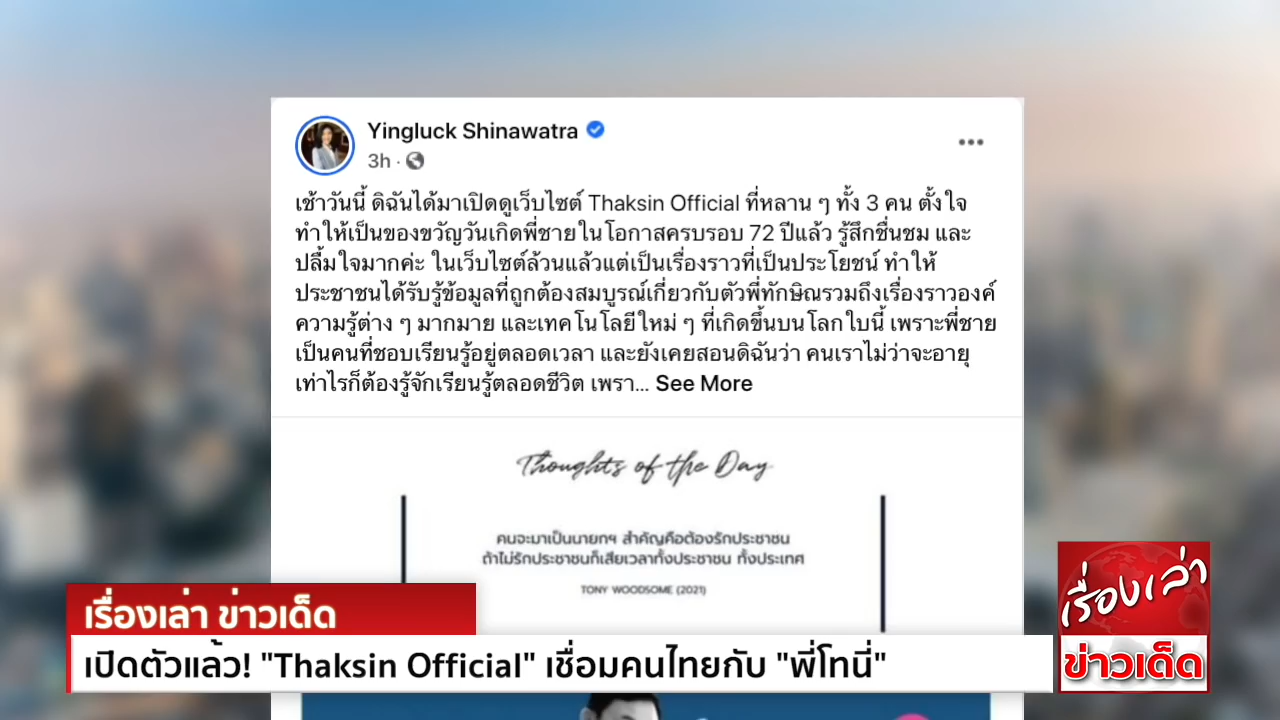 Yingluck Shinawatra
3h ·
เช้าวันนี้ ดิฉันได้มาเปิดดูเว็บไซต์ Thaksin Official ที่หลาน ๆ ทั้ง 3 คน ตั้งใจ
ทำให้เป็นของขวัญวันเกิดพี่ชายในโอกาสครบรอบ 72 ปีแล้ว รู้สึกชื่นชม และ
ปลื้มใจมากค่ะ ในเว็บไซต์ล้วนแล้วแต่เป็นเรื่องราวที่เป็นประโยชน์ ทำให้
ประชาชนได้รับรู้ข้อมูลที่ถูกต้องสมบูรณ์เกี่ยวกับตัวพี่ทักษิณรวมถึงเรื่องราวองค์
ความรู้ต่าง ๆ มากมาย และเทคโนโลยีใหม่ ๆ ที่เกิดขึ้นบนโลกใบนี้ เพราะพี่ชาย
เป็นคนที่ชอบเรียนรู้อยู่ตลอดเวลา และยังเคยสอนดิฉันว่า คนเราไม่ว่าจะอายุ
เท่าไรก็ต้องรู้จักเรียนรู้ตลอดชีวิต เพรา... See More
Thoughts of the Day
คนจะมาเป็นนายกฯ สำคัญคือต้องรักประชาชน
ถ้าไม่รักประชาชนก็เสียเวลาทั้งประชาชน ทั้งประเทศ
TONY WOODSOME (2021)
เรื่องเล่า ข่าวเด็ด
เปิดตัวแล้ว! "Thaksin Official" เชื่อมคนไทยกับ "พี่โทนี่"
เรื่องเล่า
ข่าวเด็ด